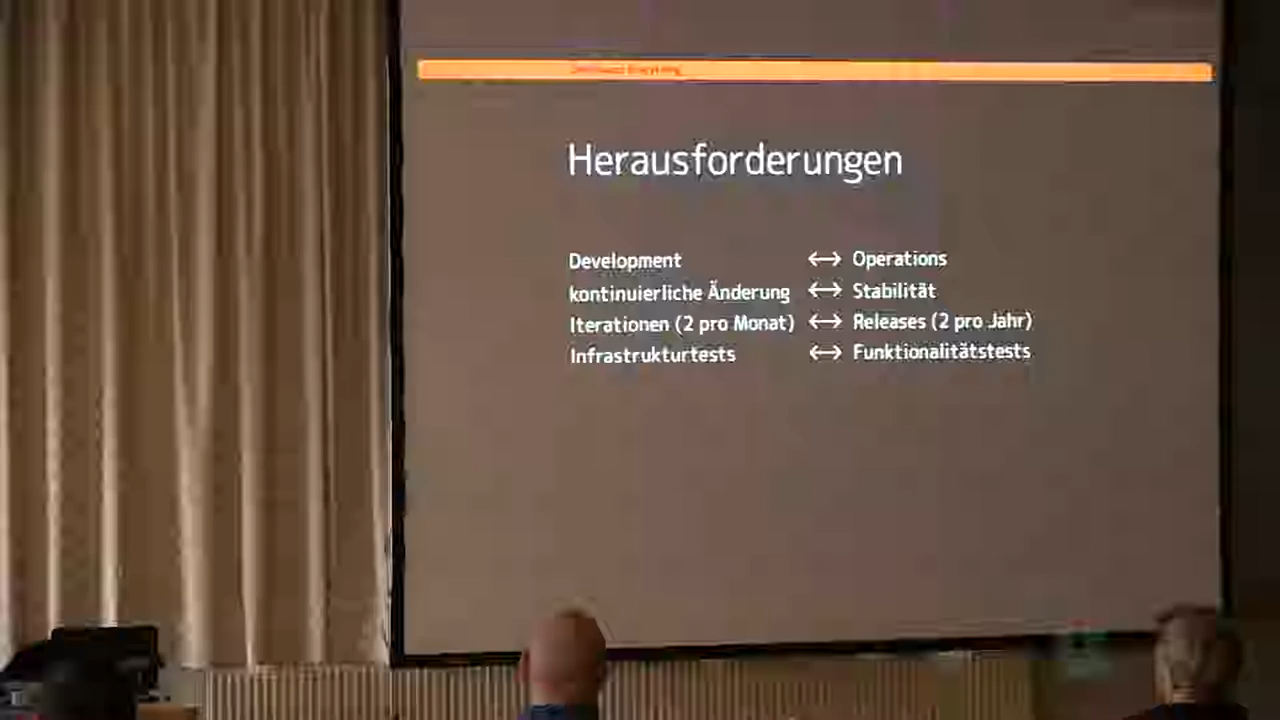 Herausforderungen
Development ↔ Operations
kontinuierliche Änderung ↔ Stabilität
Iterationen (2 pro Monat) ↔ Releases (2 pro Jahr)
Infrastrukturtests ↔ Funktionalitätstests